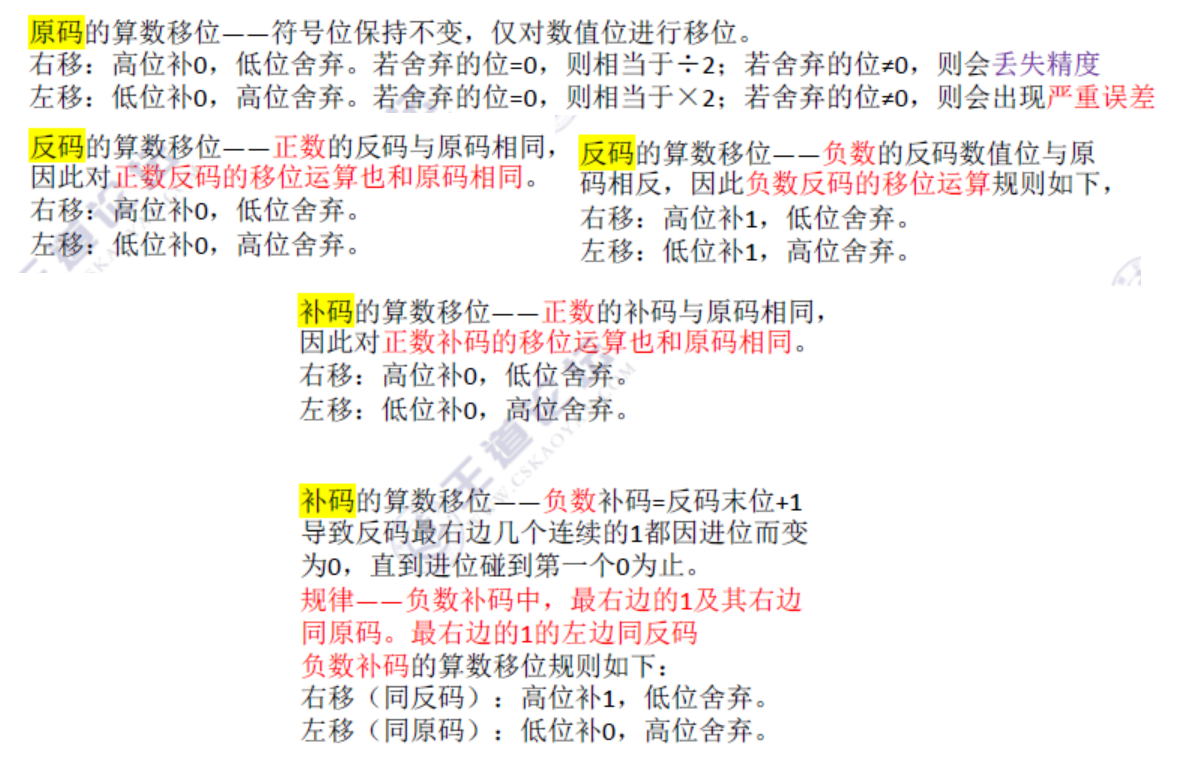 原码的算数移位——符号位保持不变，仅对数值位进行移位。
右移：高位补0，低位舍弃。若舍弃的位=0，则相当于÷2；若舍弃的位≠0，则会丢失精度
左移：低位补0，高位舍弃。若舍弃的位=0，则相当于×2；若舍弃的位≠0，则会出现严重误差
反码的算数移位——正数的反码与原码相同，
因此对正数反码的移位运算也和原码相同。
右移：高位补0，低位舍弃。
左移：低位补0，高位舍弃。
反码的算数移位——负数的反码数值位与原
码相反，因此负数反码的移位运算规则如下，
右移：高位补1，低位舍弃。
左移：低位补1，高位舍弃。
补码的算数移位——正数的补码与原码相同，
因此对正数补码的移位运算也和原码相同。
右移：高位补0，低位舍弃。
左移：低位补0，高位舍弃。
补码的算数移位——负数补码=反码末位+1
导致反码最右边几个连续的1都因进位而变
为0，直到进位碰到第一个0为止。
规律——负数补码中，最右边的1及其右边
同原码。最右边的1的左边同反码
负数补码的算数移位规则如下：
右移（同反码）：高位补1，低位舍弃。
左移（同原码）：低位补0，高位舍弃。
王道论坛
WWW.CSKAOYAN.COM